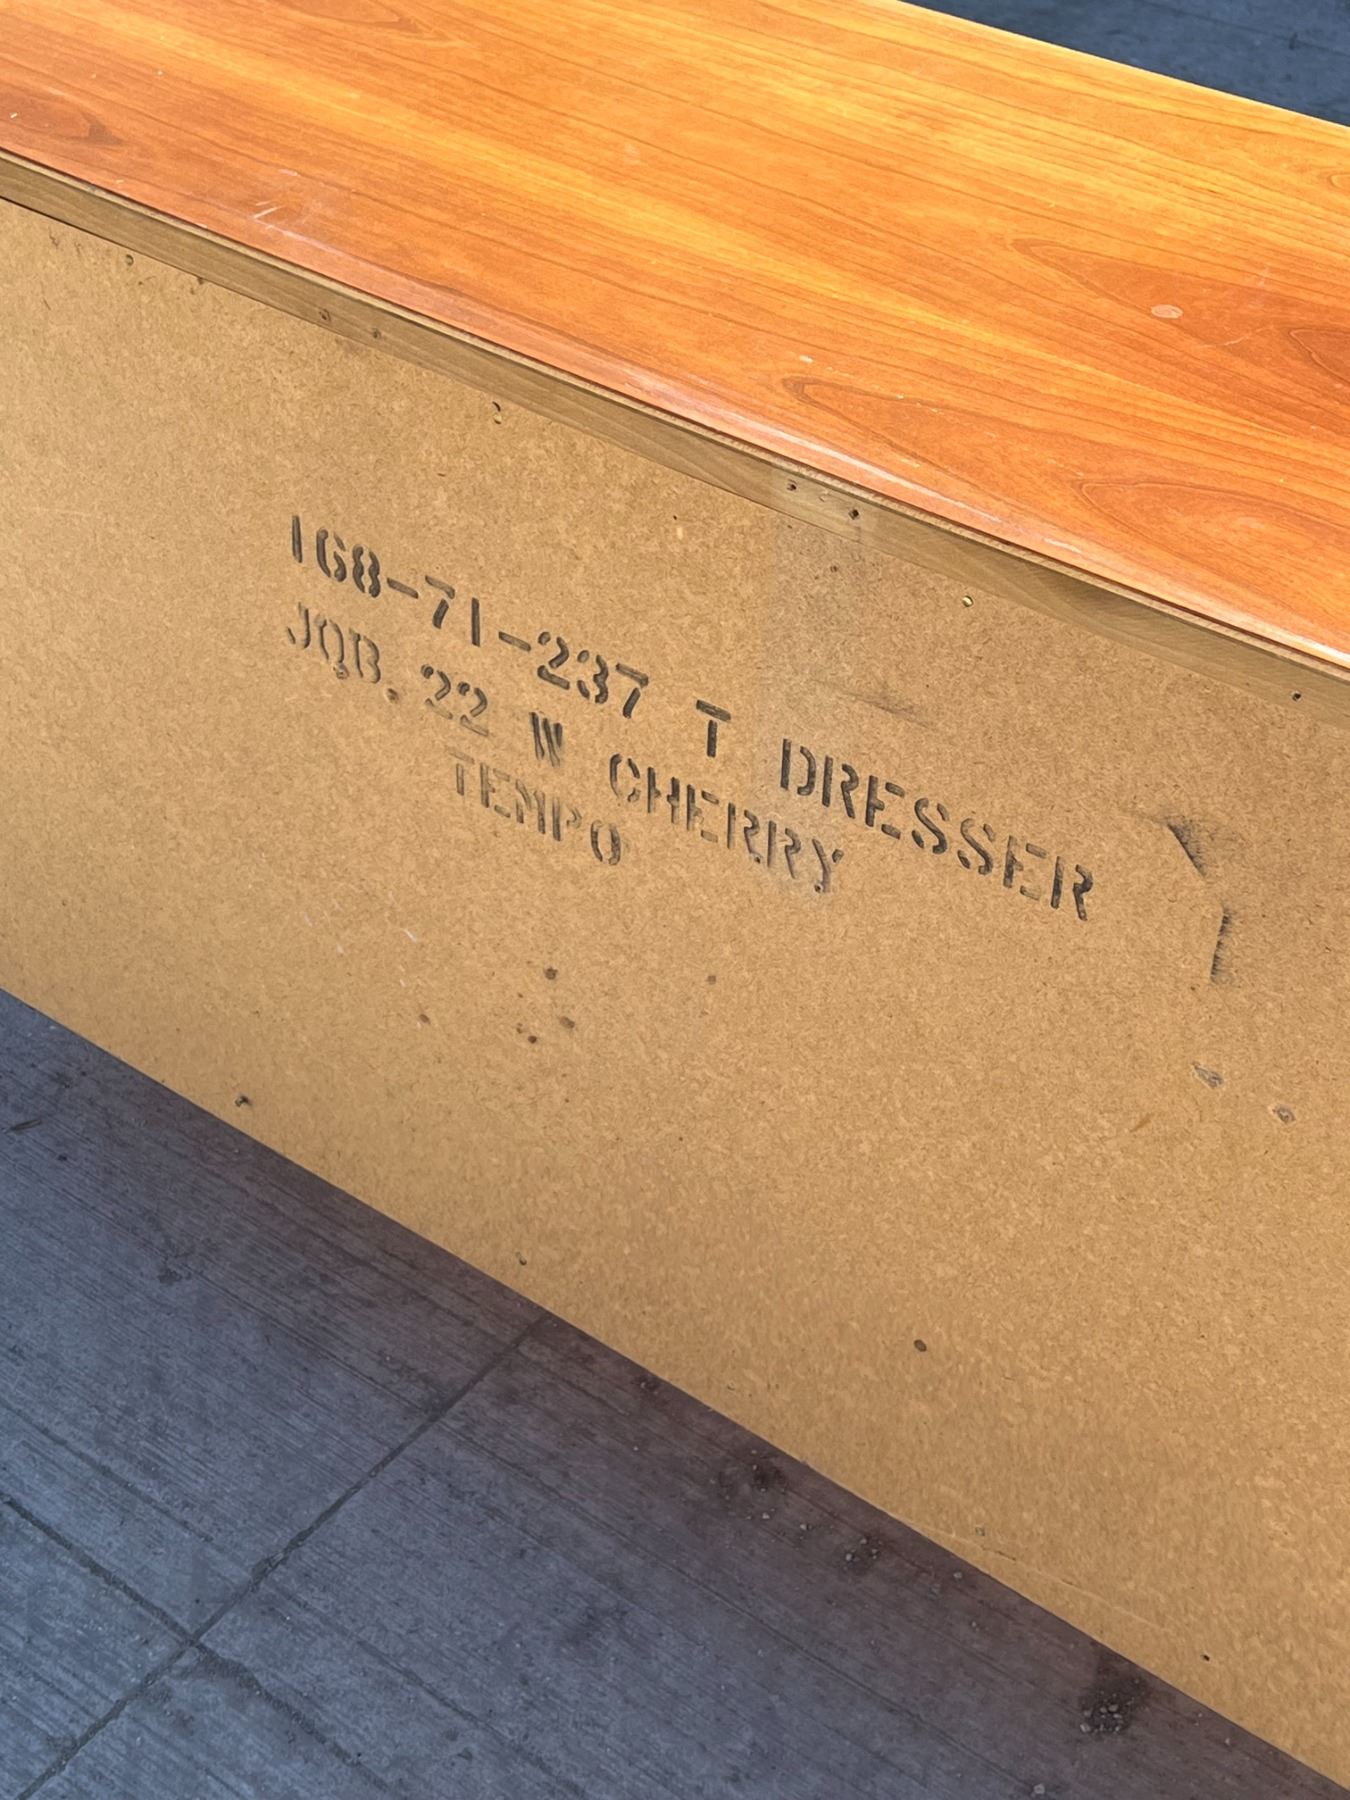 168-71-237 T DRESSER
JOB. 22 W CHERRY
TEMPO